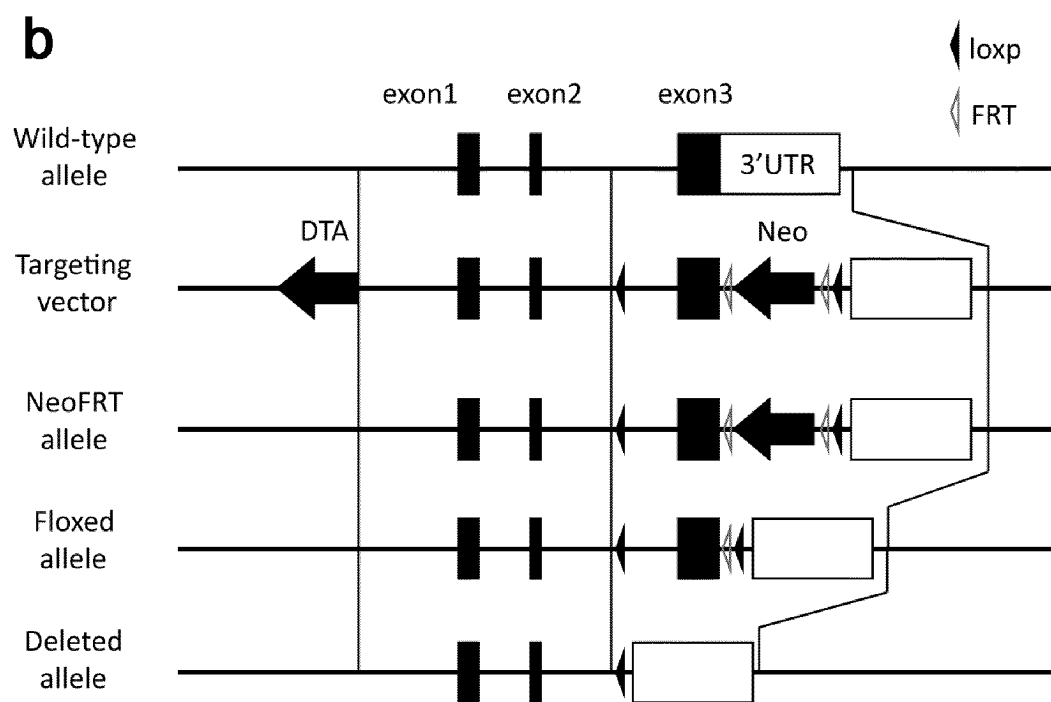 b
loxp
FRT
exon1 exon2 exon3
Wild-type
allele
3’UTR
DTA
Neo
Targeting
vector
NeoFRT
allele
Floxed
allele
Deleted
allele